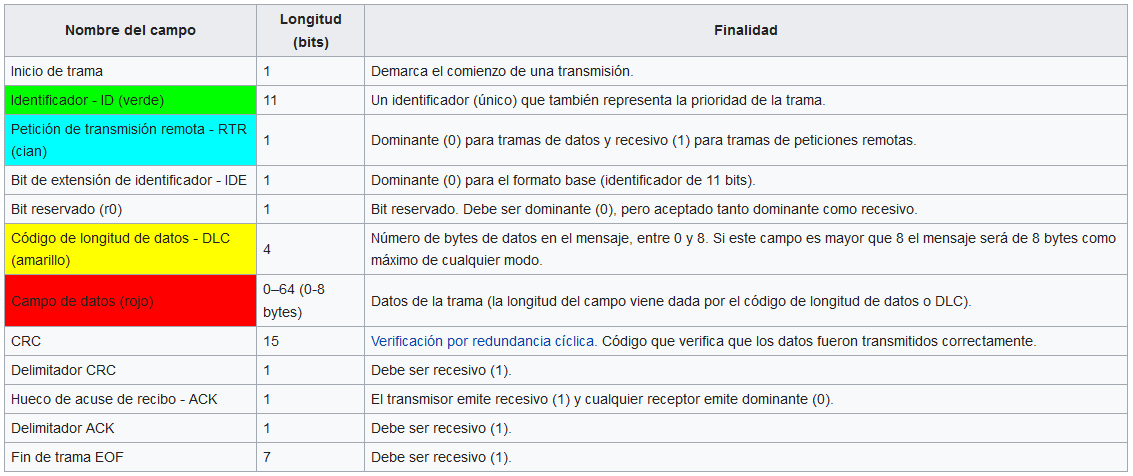 Nombre del campo
Longitud
(bits)
Finalidad
Inicio de trama
1
Demarca el comienzo de una transmisión.
Identificador - ID (verde)
11
Un identificador (único) que también representa la prioridad de la trama.
Petición de transmisión remota - RTR
(cian)
1
Dominante (0) para tramas de datos y recesivo (1) para tramas de peticiones remotas.
Bit de extensión de identificador - IDE
1
Dominante (0) para el formato base (identificador de 11 bits).
Bit reservado (r0)
1
Bit reservado. Debe ser dominante (0), pero aceptado tanto dominante como recesivo.
Código de longitud de datos - DLC
(amarillo)
4
Número de bytes de datos en el mensaje, entre 0 y 8. Si este campo es mayor que 8 el mensaje será de 8 bytes como
máximo de cualquier modo.
Campo de datos (rojo)
0–64 (0-8
bytes)
Datos de la trama (la longitud del campo viene dada por el código de longitud de datos o DLC).
CRC
15
Verificación por redundancia cíclica. Código que verifica que los datos fueron transmitidos correctamente.
Delimitador CRC
1
Debe ser recesivo (1).
Hueco de acuse de recibo - ACK
1
El transmisor emite recesivo (1) y cualquier receptor emite dominante (0).
Delimitador ACK
1
Debe ser recesivo (1).
Fin de trama EOF
7
Debe ser recesivo (1).